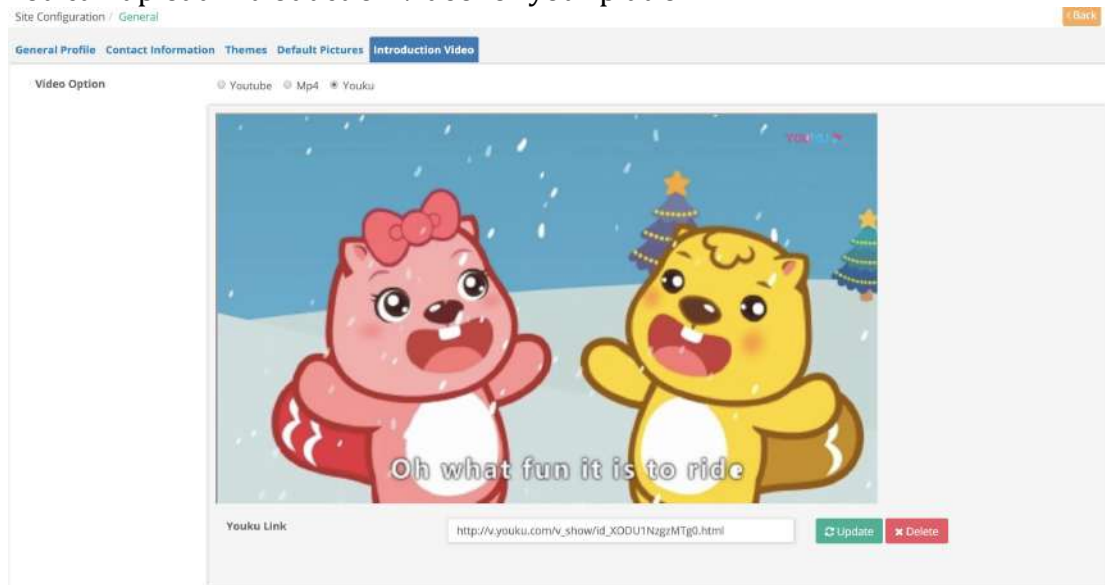 Site Configuration / General
‹Back
General Profile Contact Information Themes Default Pictures Introduction Video
Video Option
Youtube Mp4 Youku
Oh what fun it is to ride
Youku Link
http://v.youku.com/v_show/id_XODU1NzgzMTg0.html
Update
Delete